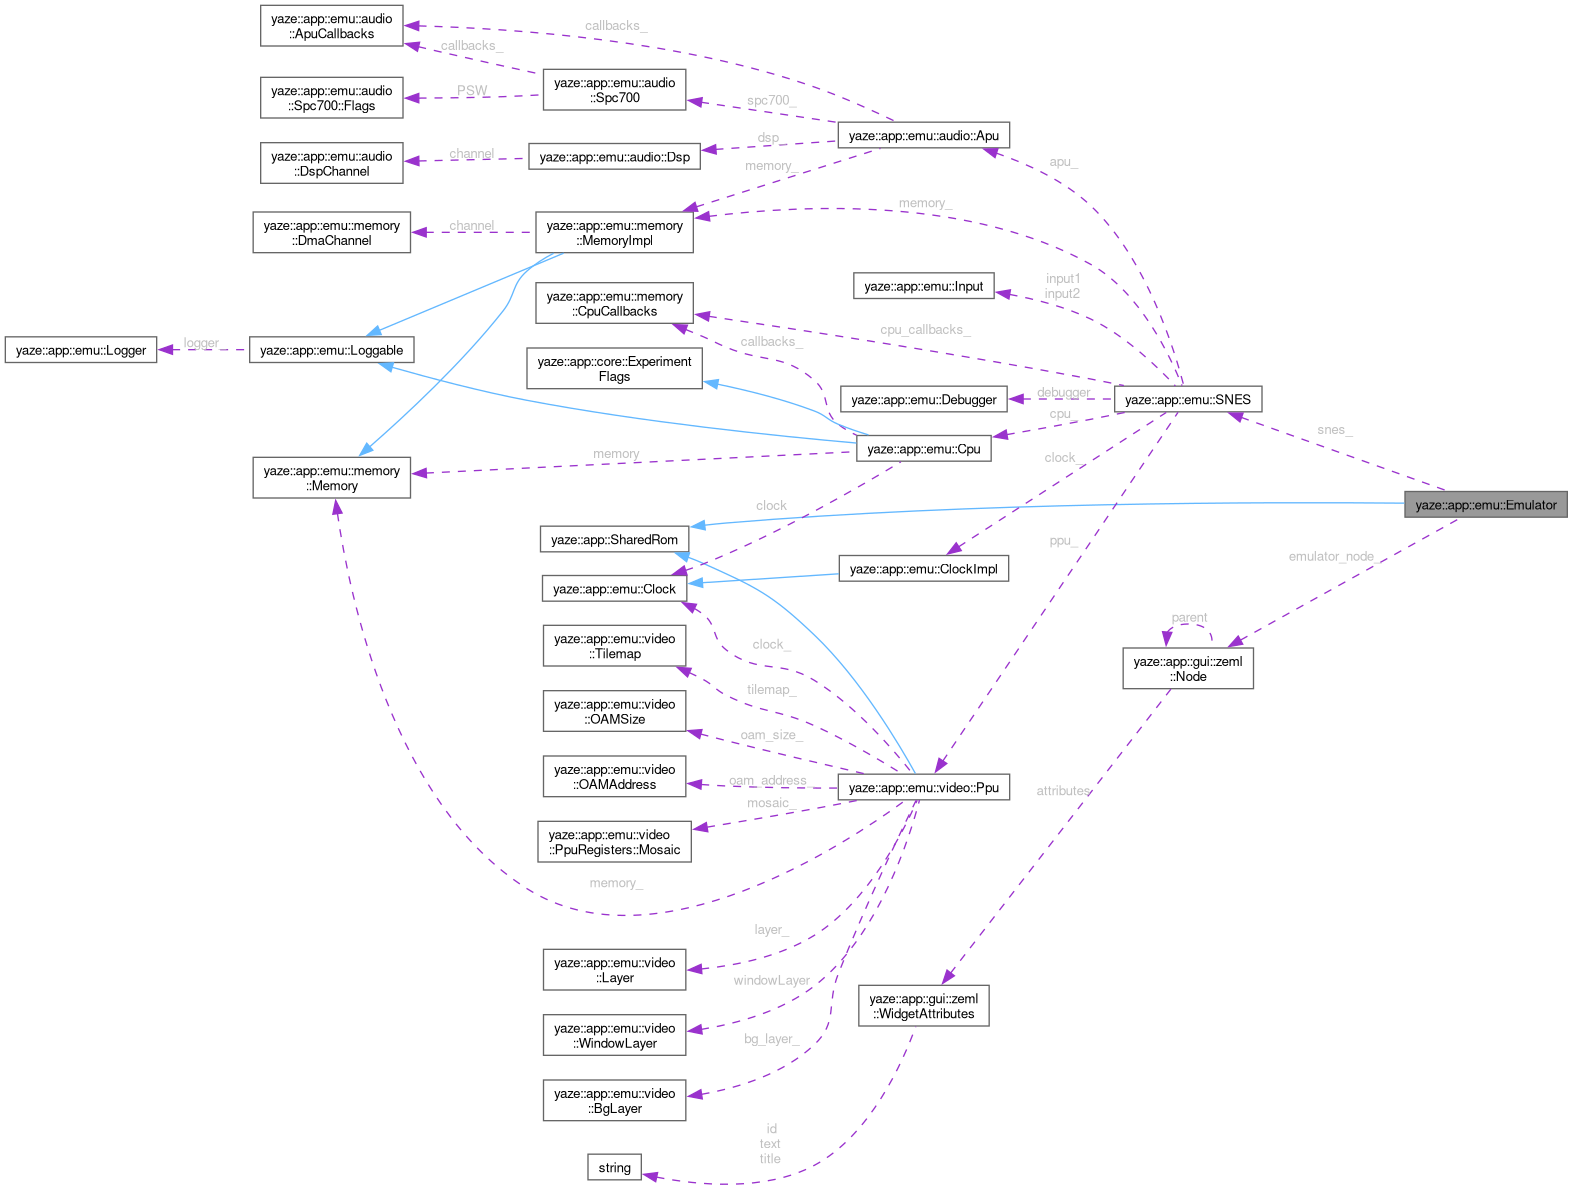 yaze::app::emu::audio
::ApuCallbacks
callbacks_
callbacks_
yaze::app::emu::audio
::Spc700
yaze::app::emu::audio
::Spc700::Flags
PSW
spc700_
yaze::app::emu::audio::Apu
dsp_
yaze::app::emu::audio
::DspChannel
channel
yaze::app::emu::audio::Dsp
memory_
apu_
memory_
yaze::app::emu::memory
::DmaChannel
channel
yaze::app::emu::memory
::MemoryImpl
yaze::app::emu::Input
input1
input2
yaze::app::emu::memory
::CpuCallbacks
cpu_callbacks_
callbacks_
yaze::app::emu::Logger
logger_
yaze::app::emu::Loggable
yaze::app::core::Experiment
Flags
yaze::app::emu::Debugger
debugger_
yaze::app::emu::SNES
cpu_
snes_
yaze::app::emu::Cpu
memory
clock_
yaze::app::emu::memory
::Memory
clock
yaze::app::emu::Emulator
yaze::app::SharedRom
ppu_
emulator_node_
yaze::app::emu::ClockImpl
yaze::app::emu::Clock
parent
yaze::app::emu::video
::Tilemap
clock_
yaze::app::gui::zeml
::Node
tilemap_
yaze::app::emu::video
::OAMSize
oam_size_
yaze::app::emu::video
::OAMAddress
oam_address_
yaze::app::emu::video::Ppu
attributes
mosaic_
yaze::app::emu::video
::PpuRegisters::Mosaic
memory_
layer_
yaze::app::emu::video
::Layer
windowLayer
yaze::app::gui::zeml
::WidgetAttributes
yaze::app::emu::video
::WindowLayer
bg_layer_
yaze::app::emu::video
::BgLayer
id
text
title
string